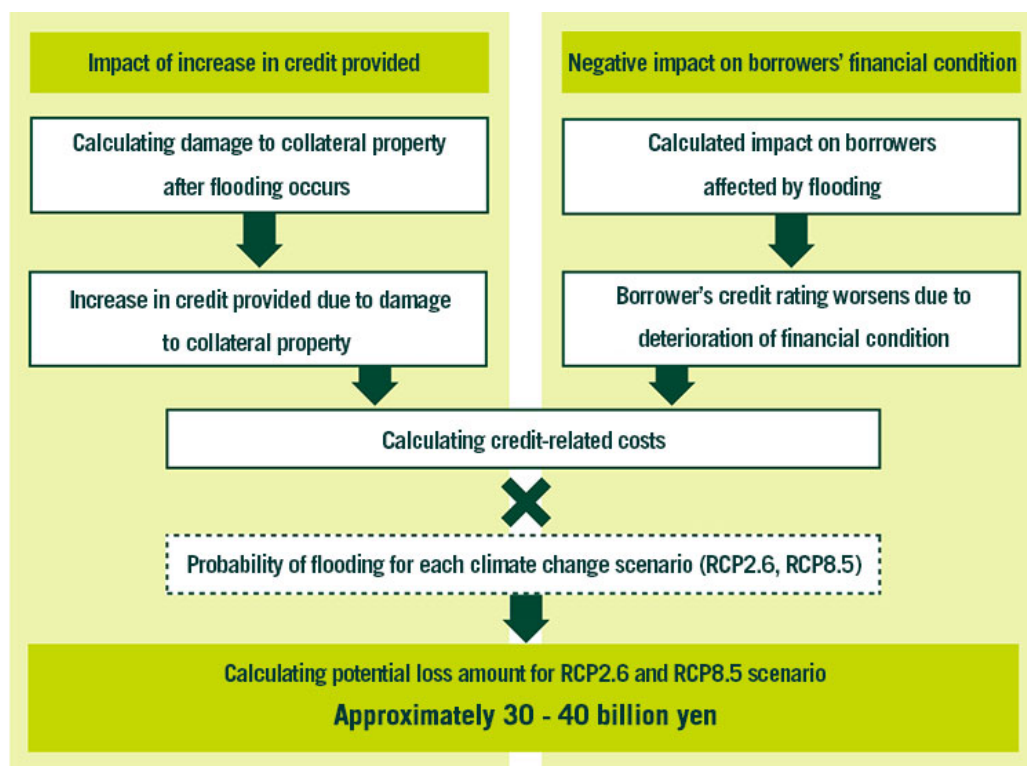 Impact of increase in credit provided
Calculating damage to collateral property
after flooding occurs
Increase in credit provided due to damage
to collateral property
Negative impact on borrowers' financial condition
Calculated impact on borrowers
affected by flooding
Borrower's credit rating worsens due to
deterioration of financial condition
Calculating credit-related costs
Probability of flooding for each climate change scenario (RCP2.6, RCP8.5)
Calculating potential loss amount for RCP2.6 and RCP8.5 scenario
Approximately 30 - 40 billion yen